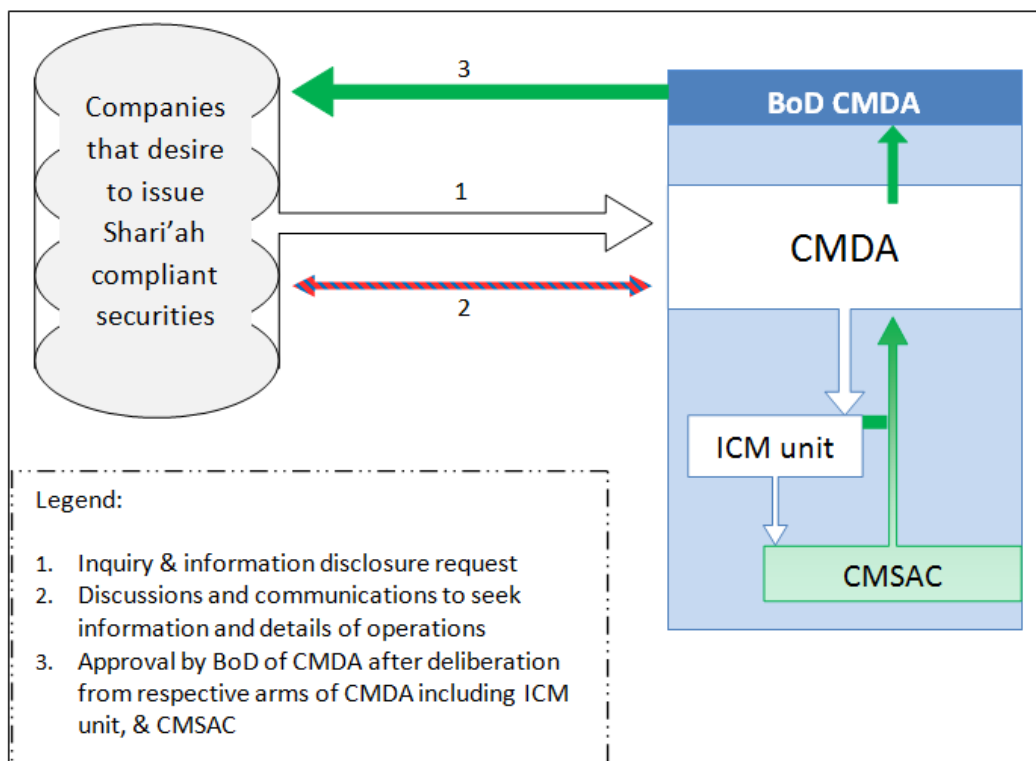 Companies
that desire
to issue
Shari'ah
compliant
securities
3
1
2
BoD CMDA
CMDA
ICM unit
CMSAC
Legend:
1. Inquiry & information disclosure request
2. Discussions and communications to seek
information and details of operations
3. Approval by BoD of CMDA after deliberation
from respective arms of CMDA including ICM
unit, & CMSAC